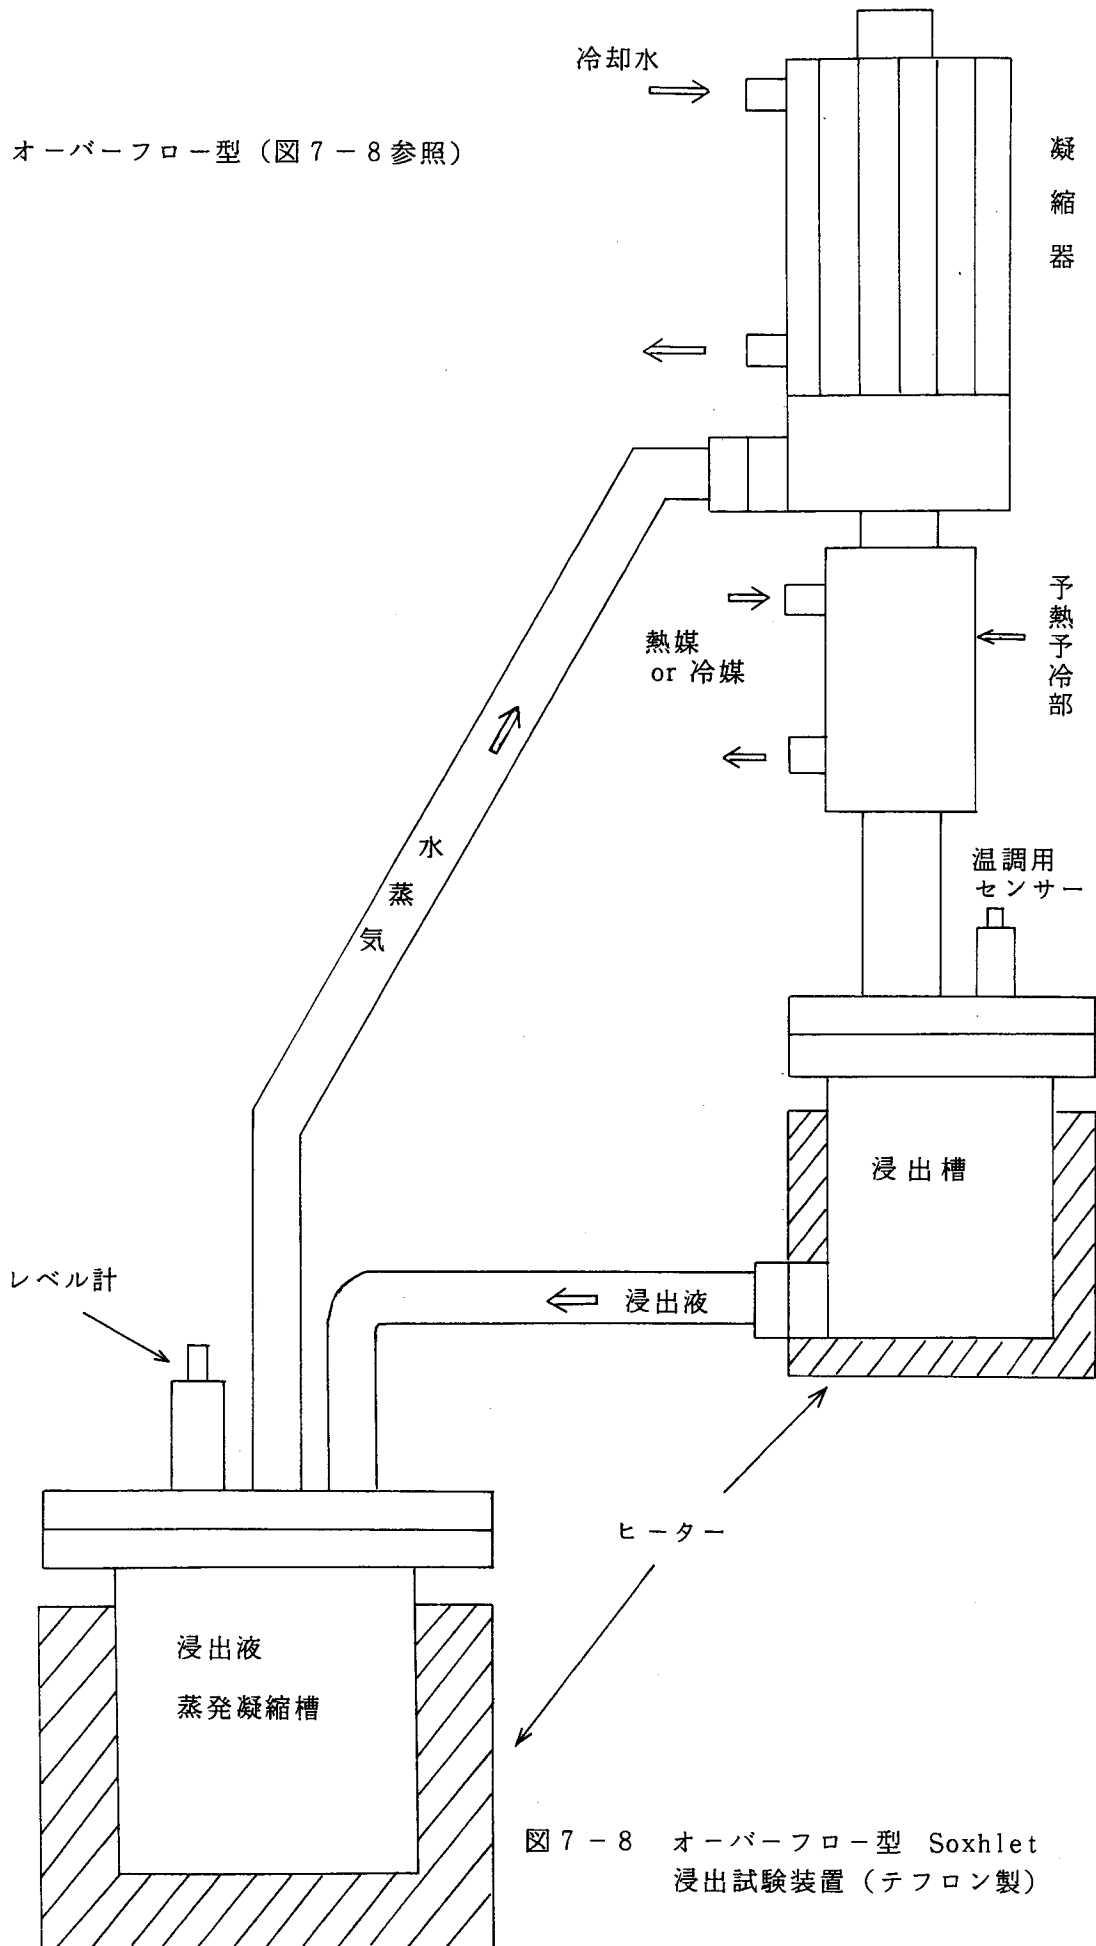 冷却水
オーバーフロー型（図7－8参照）
凝縮器
熱媒
or 冷媒
予熱予冷部
水蒸気
温調用
センサー
浸出槽
レベル計
浸出液
ヒーター
浸出液
蒸発凝縮槽
図7－8 オーバーフロー型 Soxhlet
浸出試験装置（テフロン製）